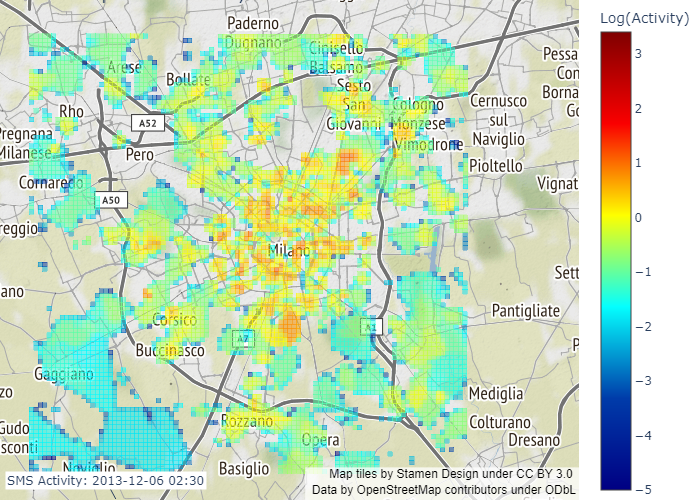 Log(Activity)
Paderno
Dugnano
Cinisello
Balsamo
Arese
Bollate
Sesto
San
Giovanni
Pessa
Con
Borna
Go
Rho
A52
Cologno
Monzese
Vimodrone
Cernusco
sul
Naviglio
Pregnana
Milanese
Pero
Pioltello
Cornaredo
Vignat
A50
reggio
Milano
Sett
ano
Corsico
A7
A1
Pantigliate
Buccinasco
P
Gaggiano
zo
Mediglia
Rozzano
Colturano
Gudo
sconti
Opera
Dresano
Noviglio
Basiglio
SMS Activity: 2013-12-06 02:30
Map tiles by Stamen Design under CC BY 3.0
Data by OpenStreetMap contributors under ODbL
3
2
1
0
−1
−2
−3
−4
−5